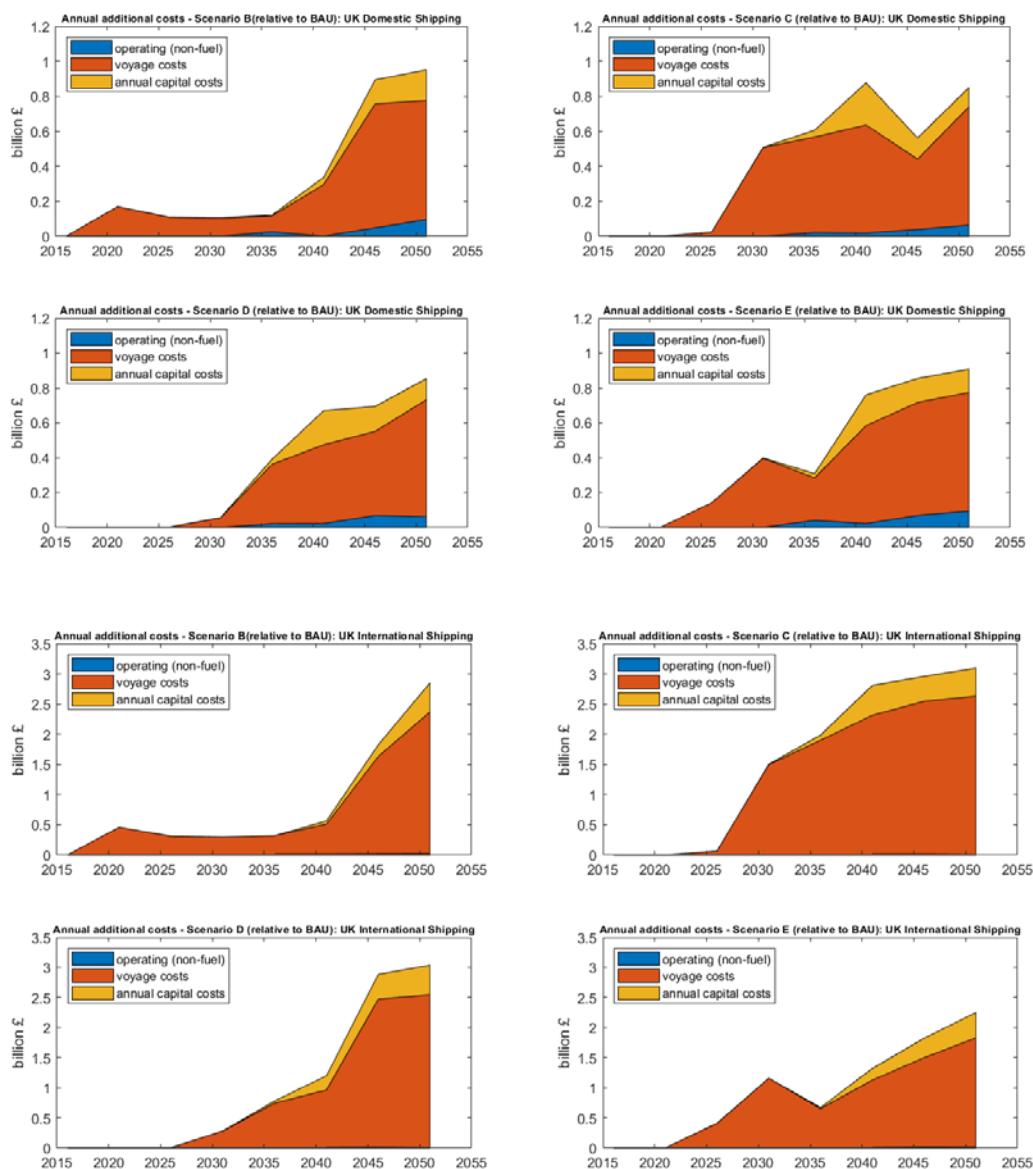 Annual additional costs - Scenario B(relative to BAU): UK Domestic Shipping
1.2
1
0.8
0.6
0.4
0.2
0
billion £
operating (non-fuel)
voyage costs
annual capital costs
2015 2020 2025 2030 2035 2040 2045 2050 2055
Annual additional costs - Scenario C (relative to BAU): UK Domestic Shipping
1.2
1
0.8
0.6
0.4
0.2
0
billion £
operating (non-fuel)
voyage costs
annual capital costs
2015 2020 2025 2030 2035 2040 2045 2050 2055
Annual additional costs - Scenario D (relative to BAU): UK Domestic Shipping
1.2
1
0.8
0.6
0.4
0.2
0
billion £
operating (non-fuel)
voyage costs
annual capital costs
2015 2020 2025 2030 2035 2040 2045 2050 2055
Annual additional costs - Scenario E (relative to BAU): UK Domestic Shipping
1.2
1
0.8
0.6
0.4
0.2
0
billion £
operating (non-fuel)
voyage costs
annual capital costs
2015 2020 2025 2030 2035 2040 2045 2050 2055
Annual additional costs - Scenario B(relative to BAU): UK International Shipping
3.5
3
2.5
2
1.5
1
0.5
0
billion £
operating (non-fuel)
voyage costs
annual capital costs
2015 2020 2025 2030 2035 2040 2045 2050 2055
Annual additional costs - Scenario C (relative to BAU): UK International Shipping
3.5
3
2.5
2
1.5
1
0.5
0
billion £
operating (non-fuel)
voyage costs
annual capital costs
2015 2020 2025 2030 2035 2040 2045 2050 2055
Annual additional costs - Scenario D (relative to BAU): UK International Shipping
3.5
3
2.5
2
1.5
1
0.5
0
billion £
operating (non-fuel)
voyage costs
annual capital costs
2015 2020 2025 2030 2035 2040 2045 2050 2055
Annual additional costs - Scenario E (relative to BAU): UK International Shipping
3.5
3
2.5
2
1.5
1
0.5
0
billion £
operating (non-fuel)
voyage costs
annual capital costs
2015 2020 2025 2030 2035 2040 2045 2050 2055